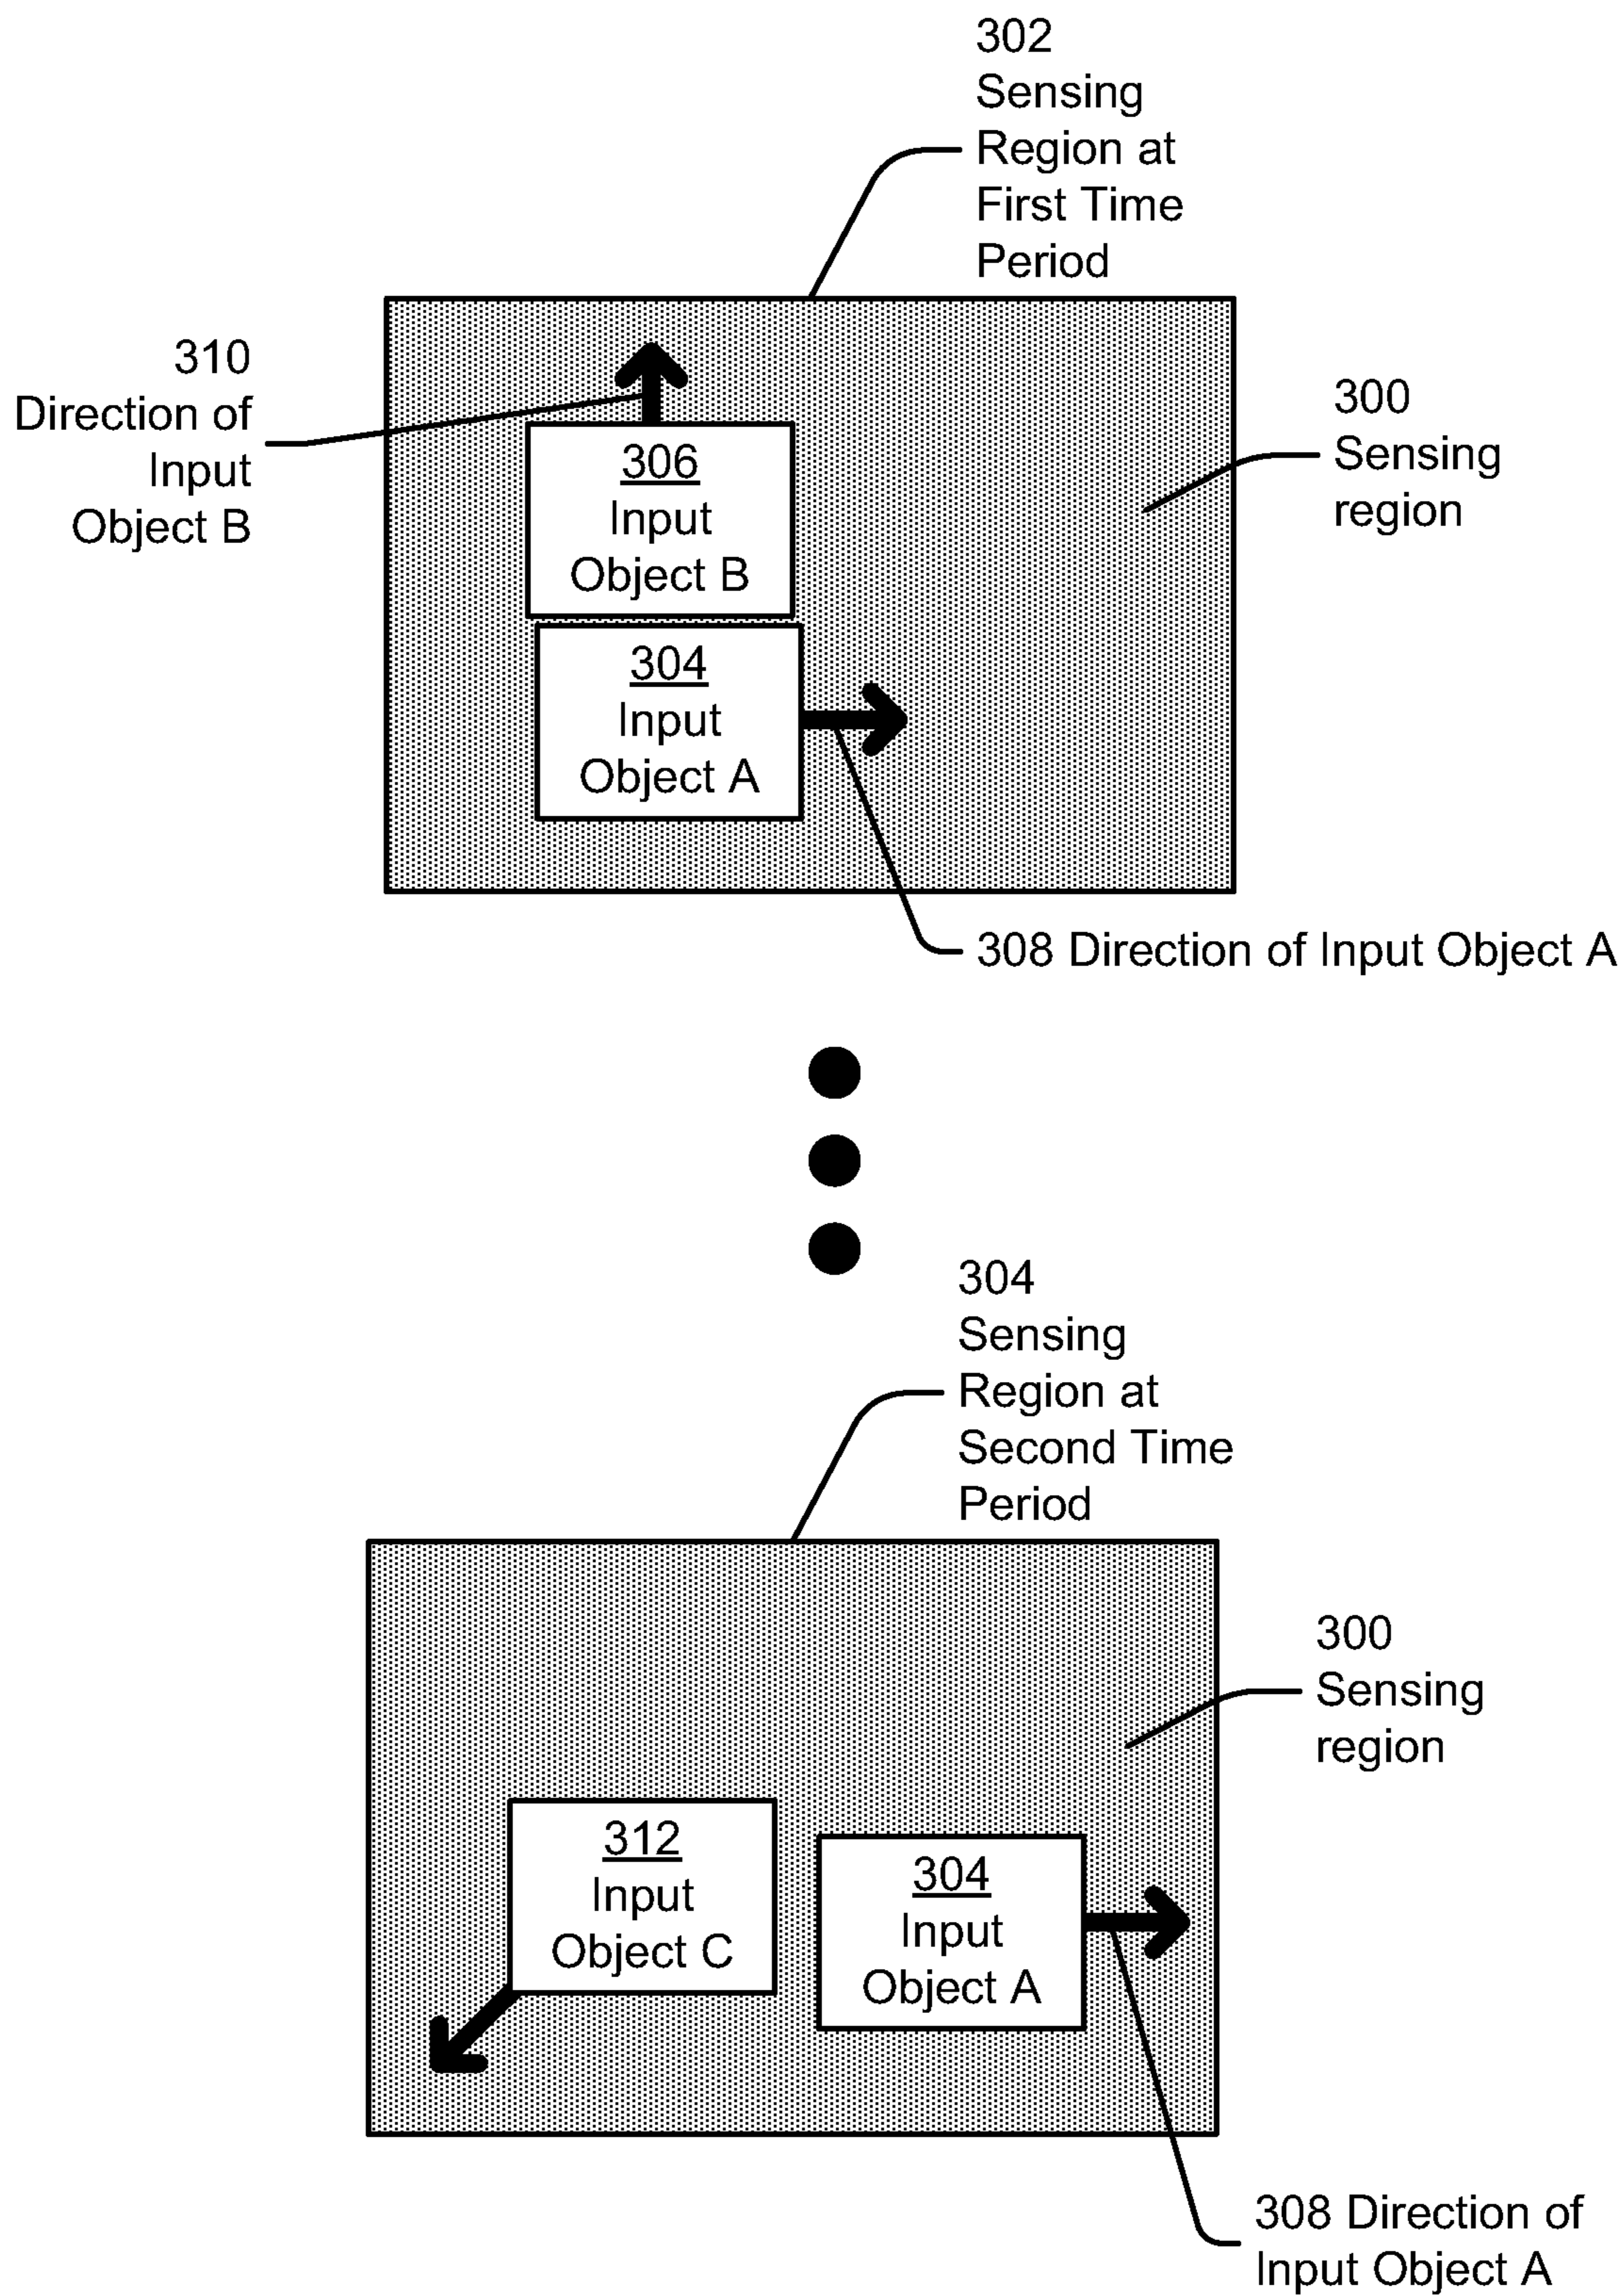 302
Sensing
Region at
First Time
Period
310
Direction of
Input
Object B
300
Sensing
region
306
Input
Object B
304
Input
Object A
308 Direction of Input Object A
304
Sensing
Region at
Second Time
Period
300
Sensing
region
312
Input
Object C
304
Input
Object A
308 Direction of
Input Object A